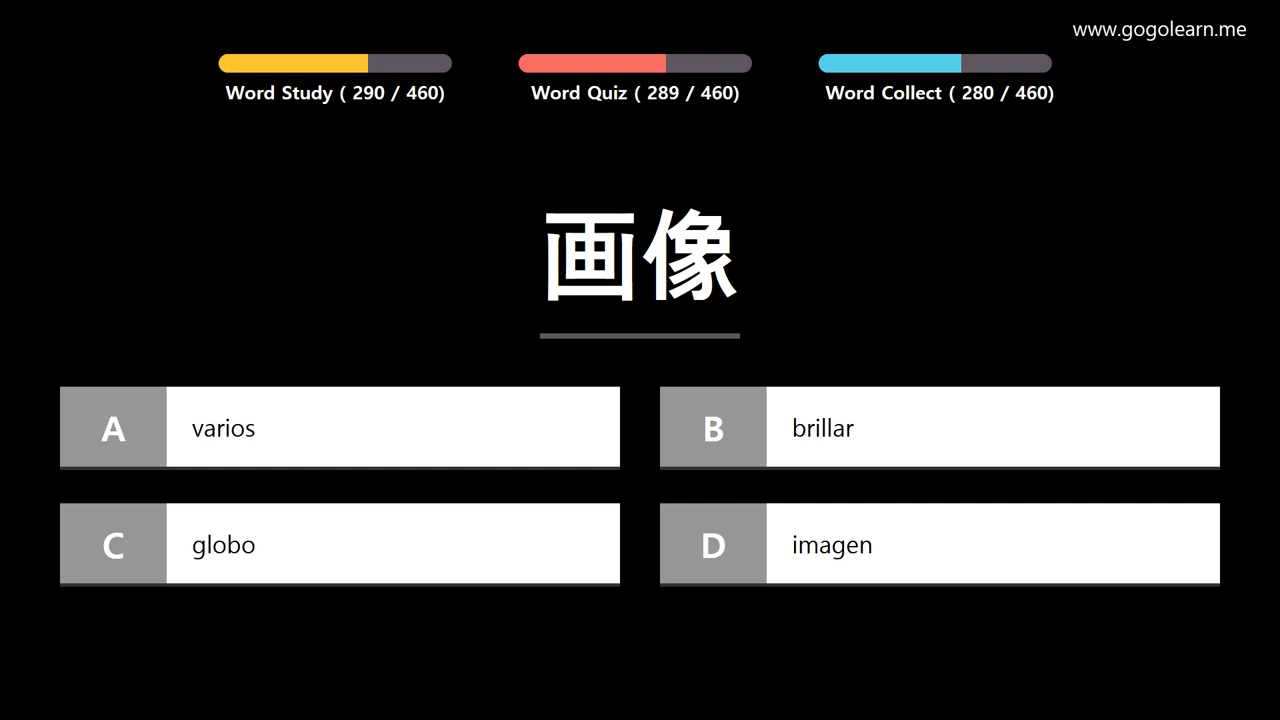 www.gogolearn.me
Word Study ( 290 / 460)
Word Quiz ( 289 / 460)
Word Collect ( 280 / 460)
画像
A varios
B brillar
C globo
D imagen